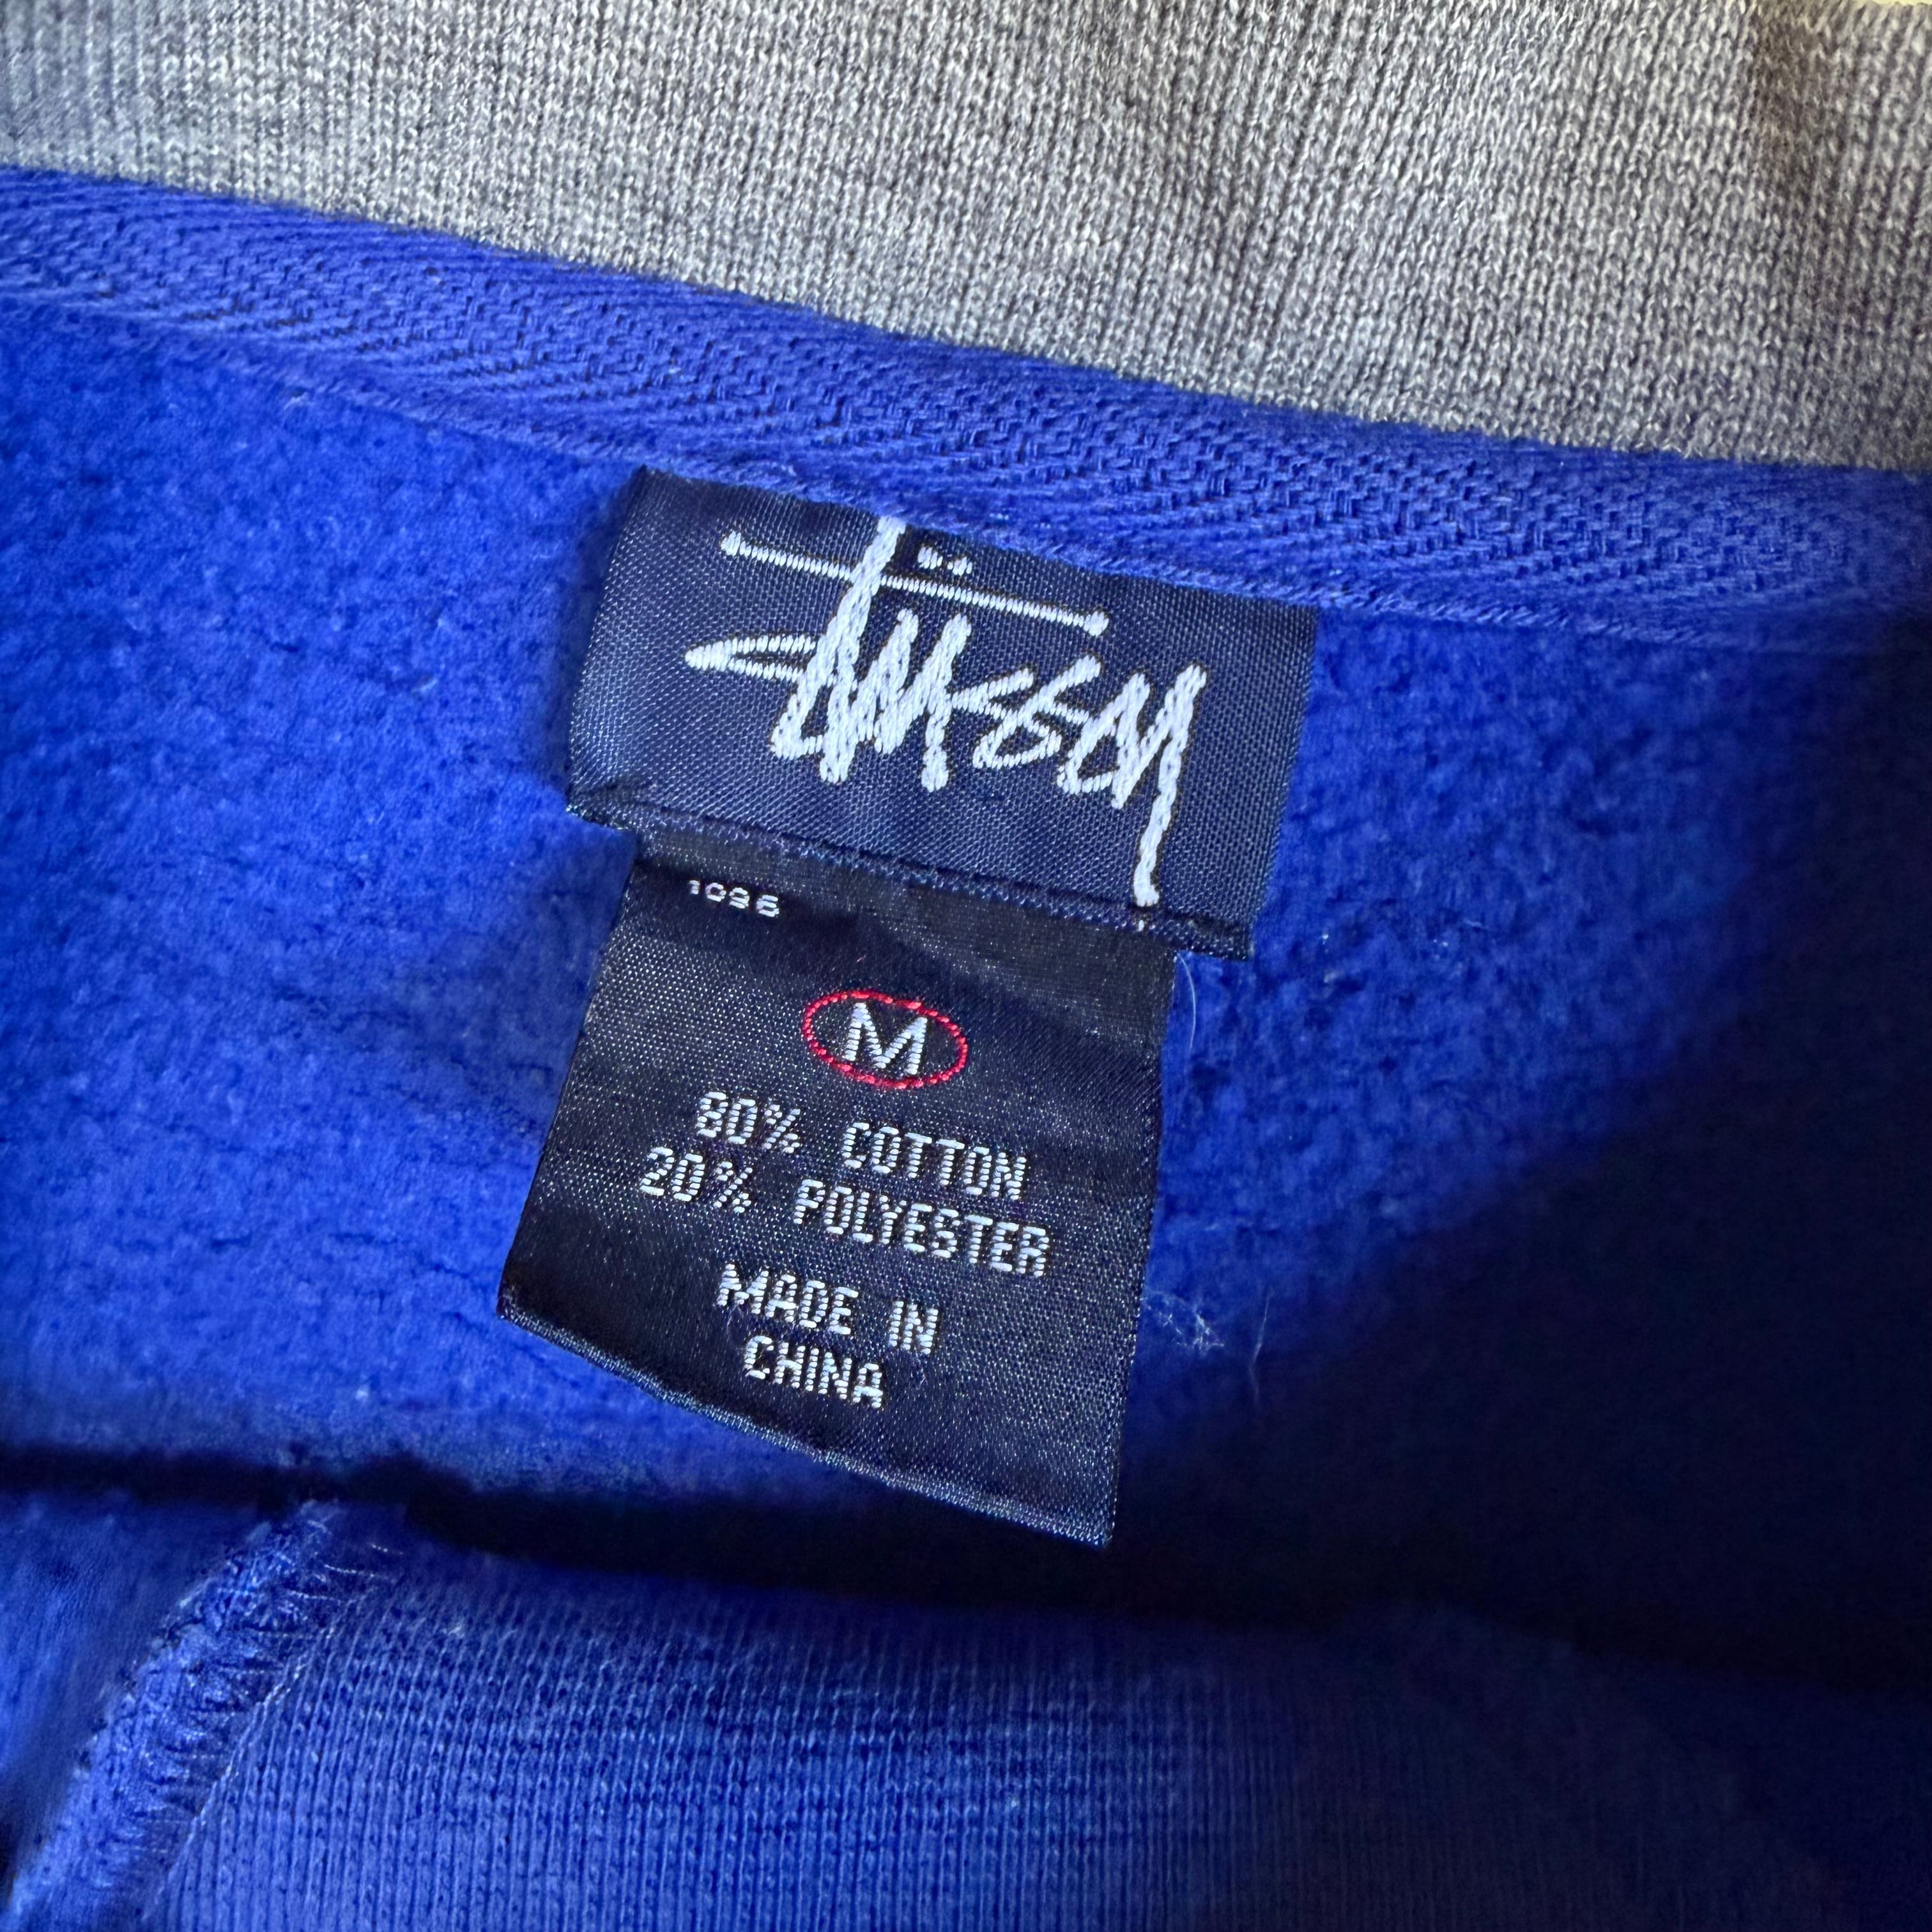 Stüssy
1096
M
80% COTTON
20% POLYESTER
MADE IN
CHINA